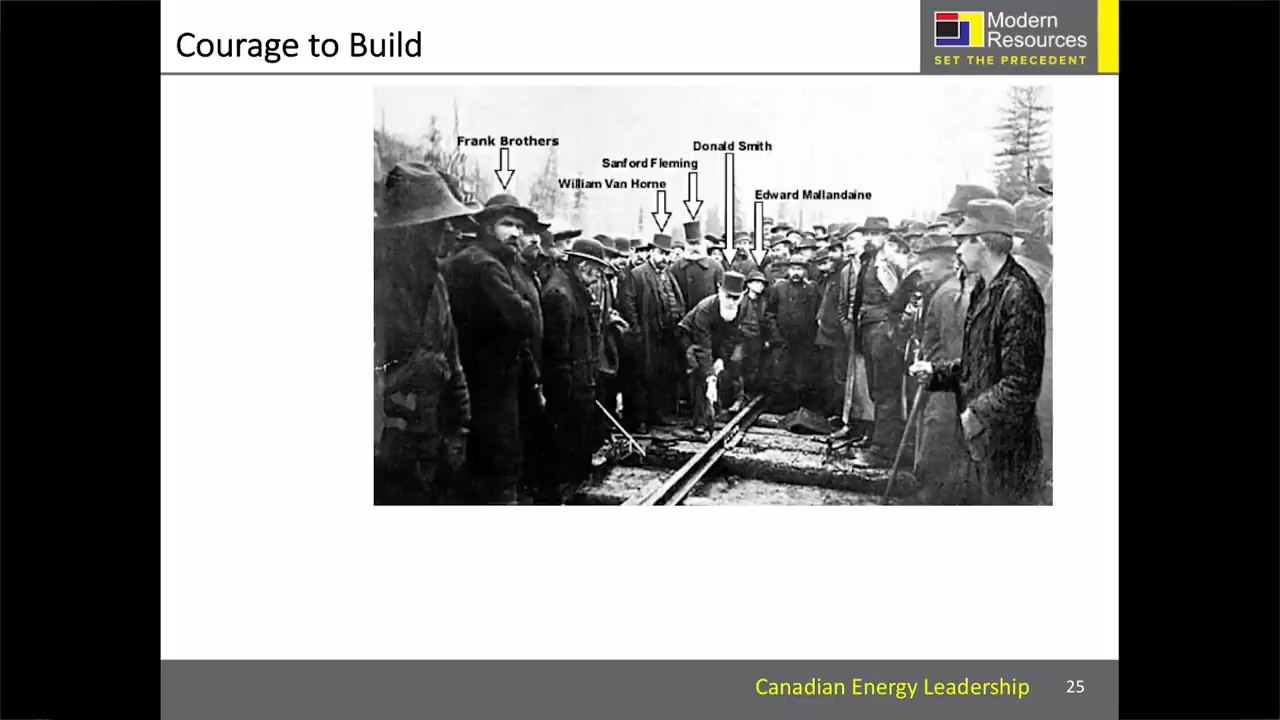 Courage to Build
Modern
Resources
SET THE PRECEDENT
Frank Brothers
Donald Smith
Sanford Fleming
William Van Horne
Edward Mallandaine
Canadian Energy Leadership
25